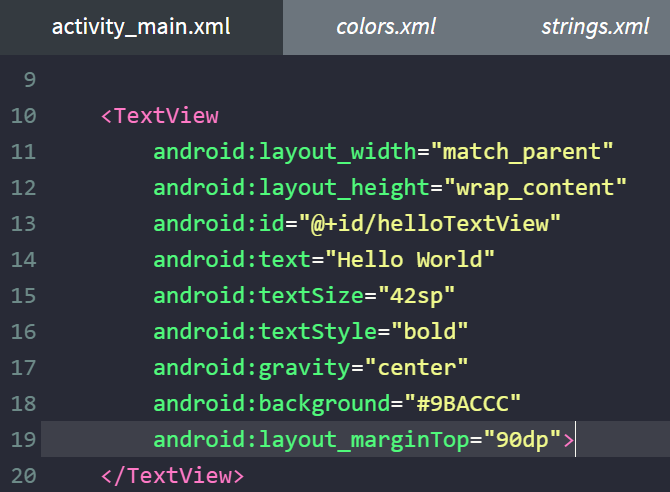 activity_main.xml colors.xml strings.xml
9
10 <TextView
11 android:layout_width="match_parent"
12 android:layout_height="wrap_content"
13 android:id="@+id/helloTextView"
14 android:text="Hello World"
15 android:textSize="42sp"
16 android:textStyle="bold"
17 android:gravity="center"
18 android:background="#9BACCC"
19 android:layout_marginTop="90dp">
20 </TextView>